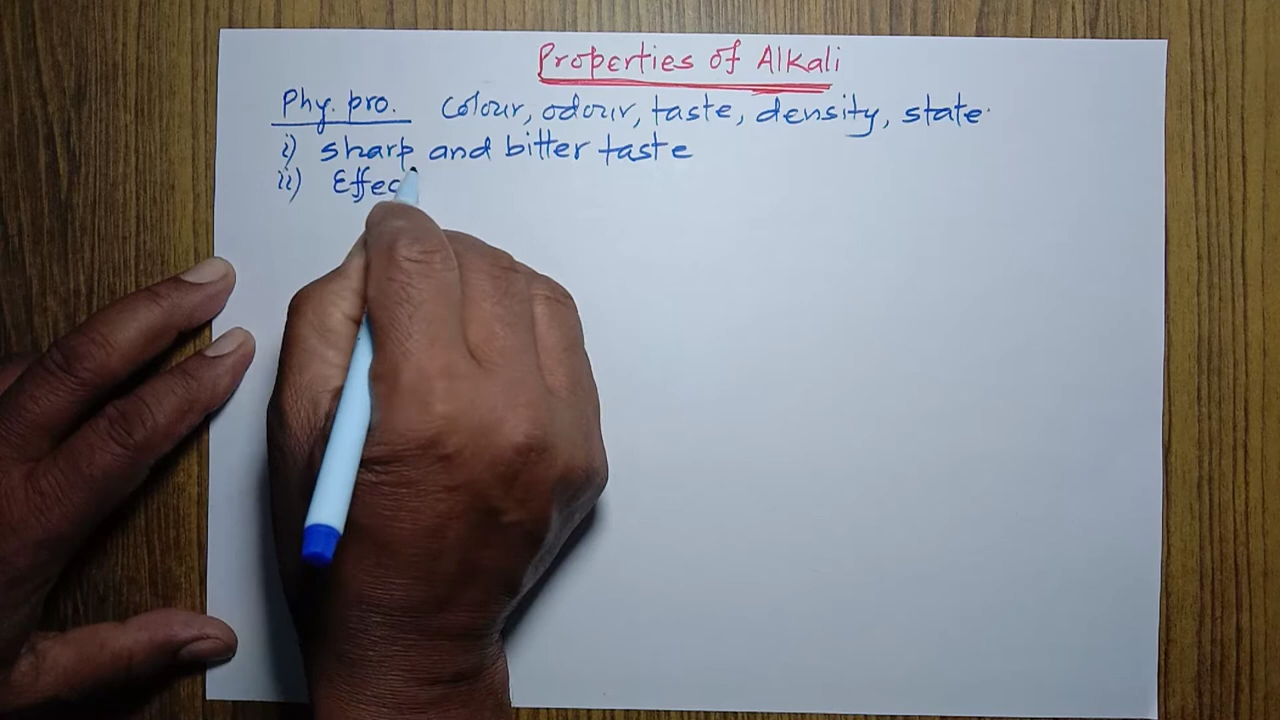 Properties of Alkali
Phy. pro. colour, odour, taste, density, state.
i) sharp and bitter taste
ii) Effec